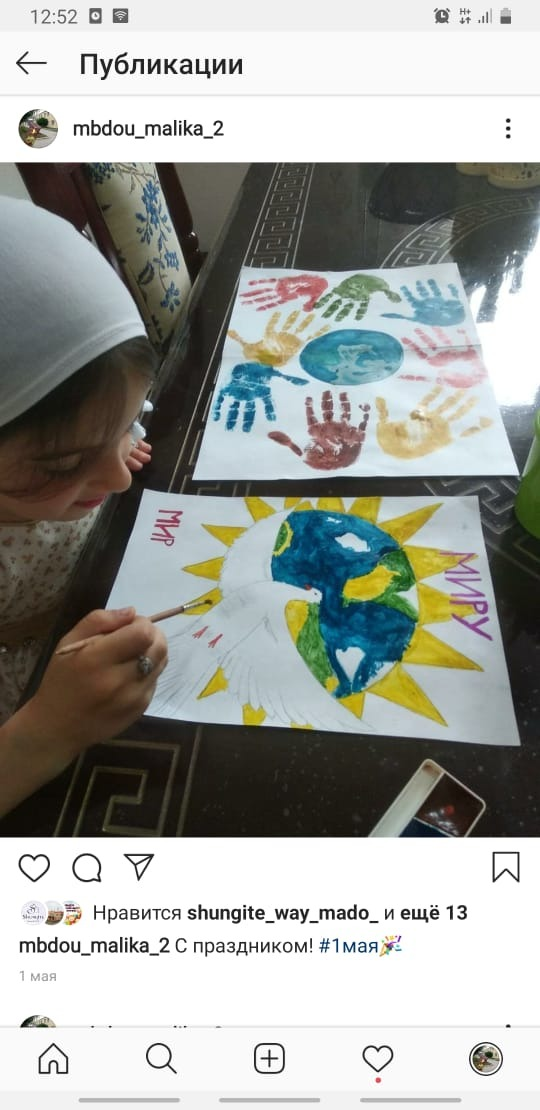 12:52
Публикации
mbdou_malika_2
МИР
МИРУ
Нравится shungite_way_mado_ и ещё 13
mbdou_malika_2 С праздником! #1мая
1 мая